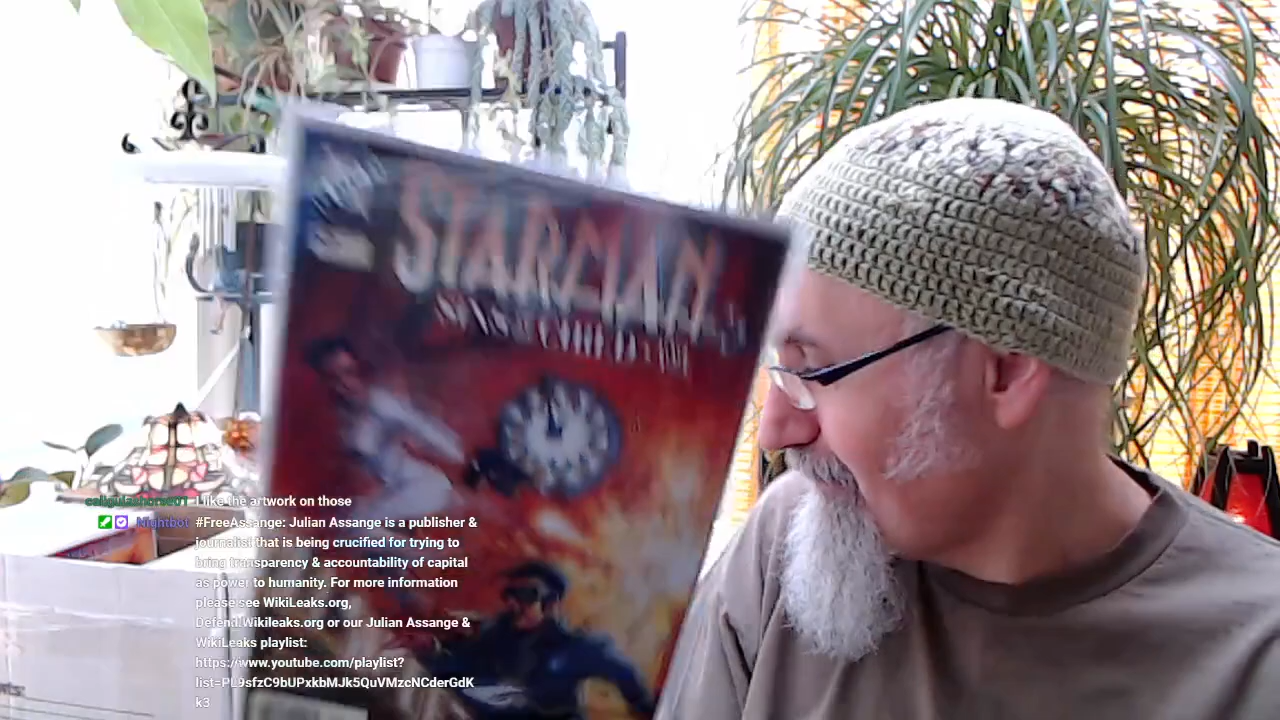 STARMAN
caligulasporsed1 I like the artwork on those
Nightbot #FreeAssange: Julian Assange is a publisher &
journalist that is being crucified for trying to
bring transparency & accountability of capital
as power to humanity. For more information
please see WikiLeaks.org,
Defend.Wikileaks.org or our Julian Assange &
WikiLeaks playlist:
https://www.youtube.com/playlist?
list=PL9sfzC9bUPxkbMJk5QuVMzcNCderGdK
k3